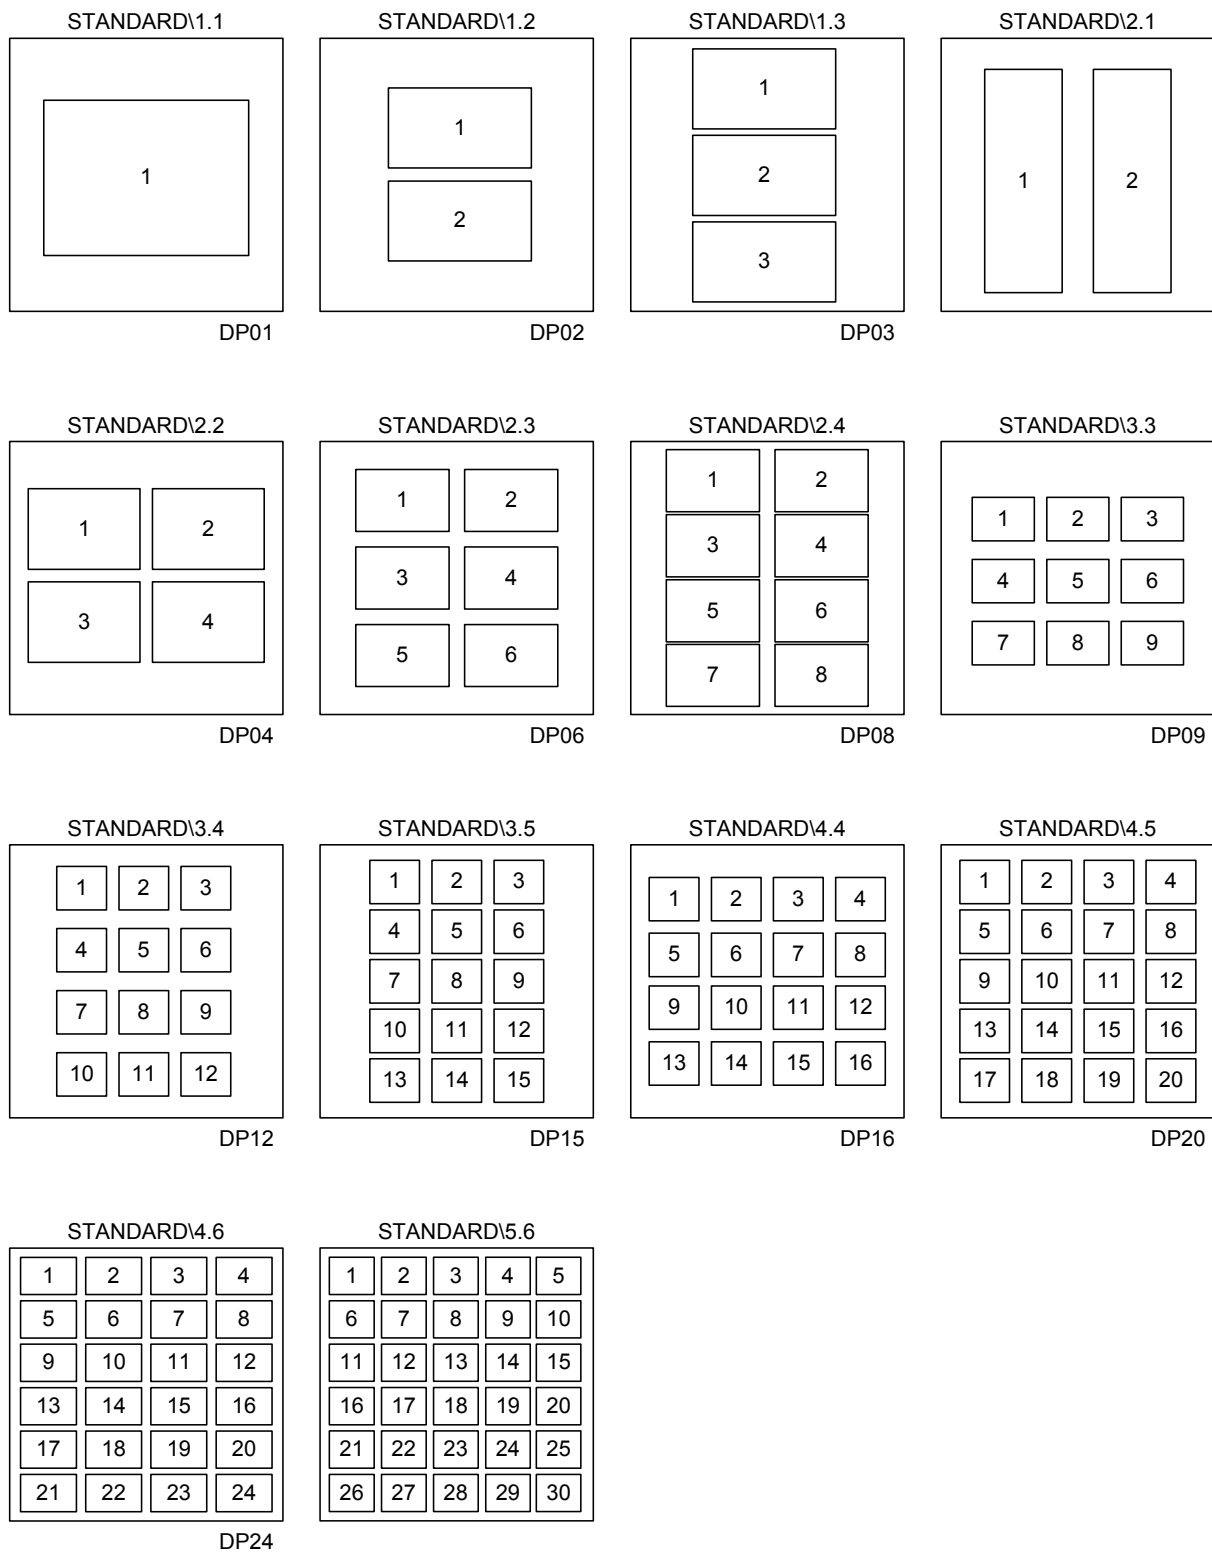 STANDARD\1.1 STANDARD\1.2 STANDARD\1.3 STANDARD\2.1
1
1
2
1
2
3
1 2
DP01 DP02 DP03
STANDARD\2.2 STANDARD\2.3 STANDARD\2.4 STANDARD\3.3
1 2
3 4
1 2
3 4
5 6
1 2
3 4
5 6
7 8
1 2 3
4 5 6
7 8 9
DP04 DP06 DP08 DP09
STANDARD\3.4 STANDARD\3.5 STANDARD\4.4 STANDARD\4.5
1 2 3
4 5 6
7 8 9
10 11 12
1 2 3
4 5 6
7 8 9
10 11 12
13 14 15
1 2 3 4
5 6 7 8
9 10 11 12
13 14 15 16
1 2 3 4
5 6 7 8
9 10 11 12
13 14 15 16
17 18 19 20
DP12 DP15 DP16 DP20
STANDARD\4.6 STANDARD\5.6
1 2 3 4
5 6 7 8
9 10 11 12
13 14 15 16
17 18 19 20
21 22 23 24
1 2 3 4 5
6 7 8 9 10
11 12 13 14 15
16 17 18 19 20
21 22 23 24 25
26 27 28 29 30
DP24